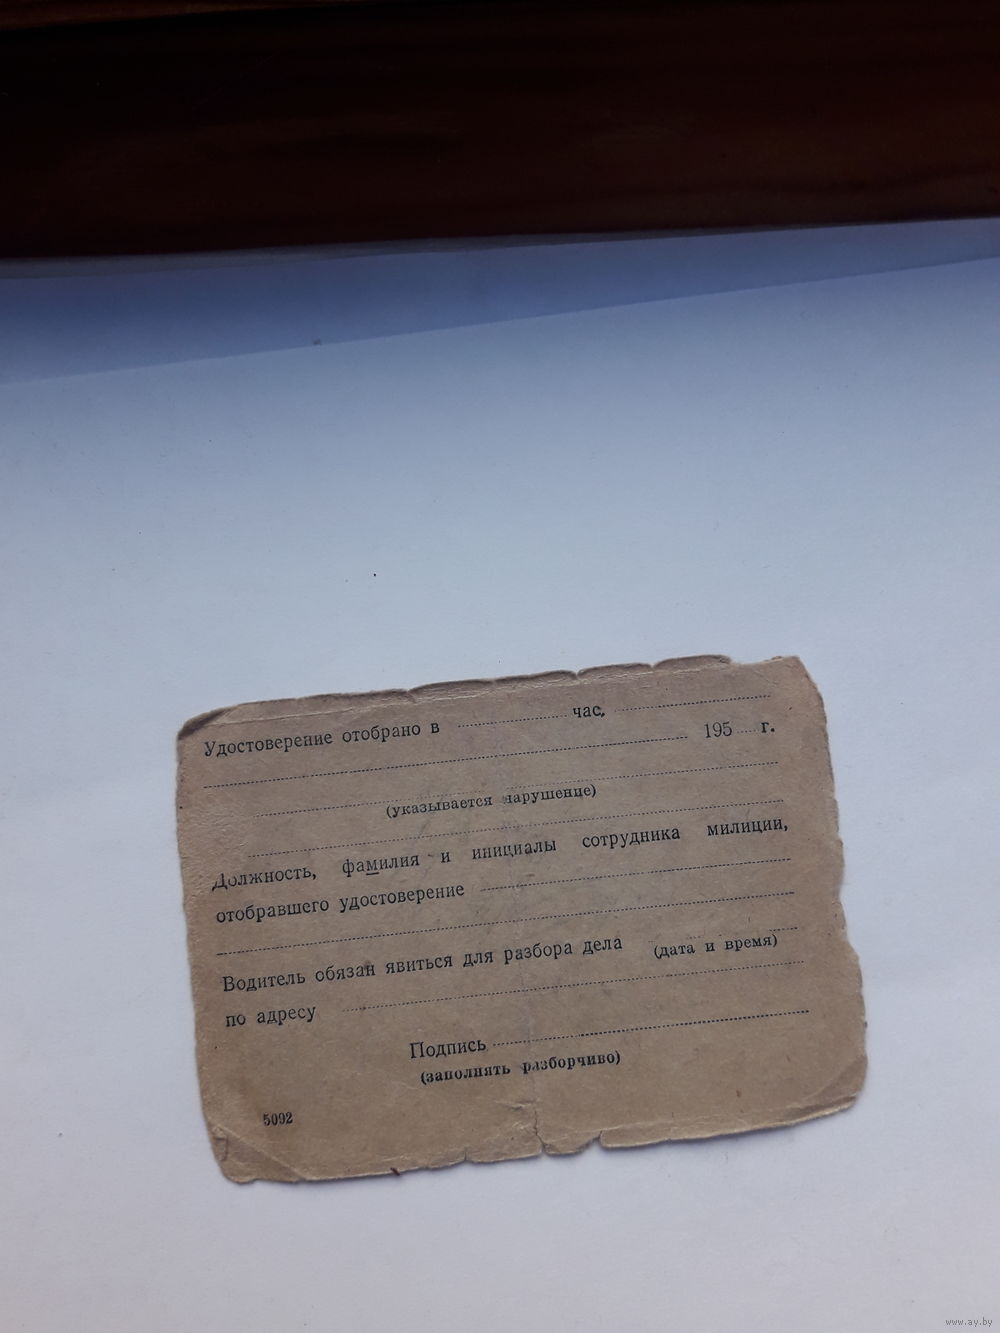 Удостоверение отобрано в час.
195 г.
(указывается нарушение)
Должность, фамилия и инициалы сотрудника милиции,
отобравшего удостоверение
Водитель обязан явиться для разбора дела (дата и время)
по адресу
Подпись
(заполнять разборчиво)
5092
www.ay.by